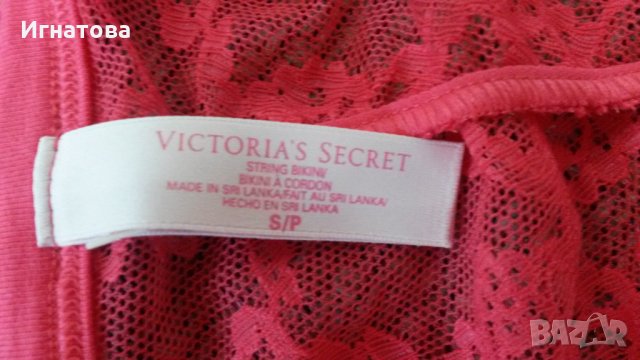 Игнатова
VICTORIA'S SECRET
STRING BIKINI/
BIKINI À CORDON
MADE IN SRI LANKA/FAIT AU SRI LANKA/
HECHO EN SRI LANKA
S/P
BAZAR